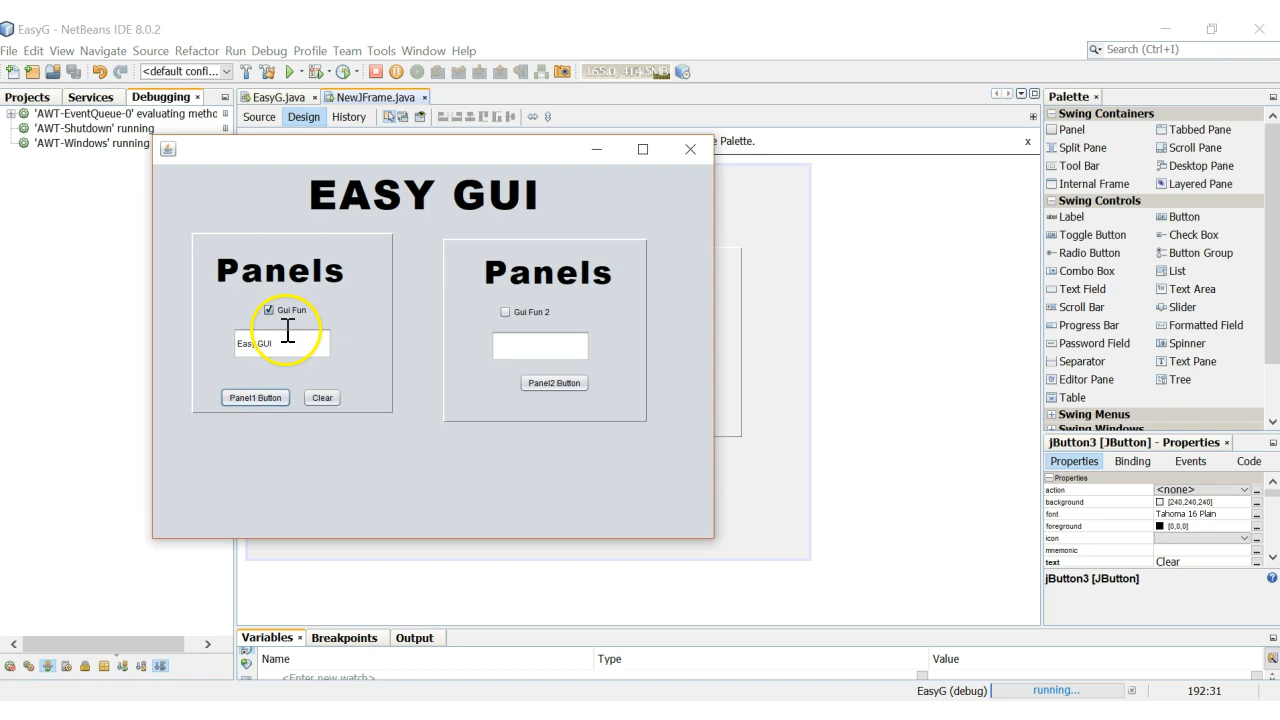 EasyG - NetBeans IDE 8.0.2
File Edit View Navigate Source Refactor Run Debug Profile Team Tools Window Help
Search (Ctrl+I)
<default confi...
165.0/414.5MB
Projects Services Debugging
EasyG.java NewJFrame.java
Palette
'AWT-EventQueue-0' evaluating metho
'AWT-Shutdown' running
'AWT-Windows' running
Source Design History
e Palette.
x
EASY GUI
Panels
Gui Fun
Easy GUI
Panel1 Button Clear
Panels
Gui Fun 2
Panel2 Button
Swing Containers
Panel Tabbed Pane
Split Pane Scroll Pane
Tool Bar Desktop Pane
Internal Frame Layered Pane
Swing Controls
Label Button
Toggle Button Check Box
Radio Button Button Group
Combo Box List
Text Field Text Area
Scroll Bar Slider
Progress Bar Formatted Field
Password Field Spinner
Separator Text Pane
Editor Pane Tree
Table
Swing Menus
Swing Windows
jButton3 [JButton] - Properties
Properties Binding Events Code
Properties
action <none>
background [240,240,240]
font Tahoma 16 Plain
foreground [0,0,0]
icon
mnemonic
text Clear
jButton3 [JButton]
Variables Breakpoints Output
Name Type Value
<Enter new watch>
EasyG (debug) running... 192:31